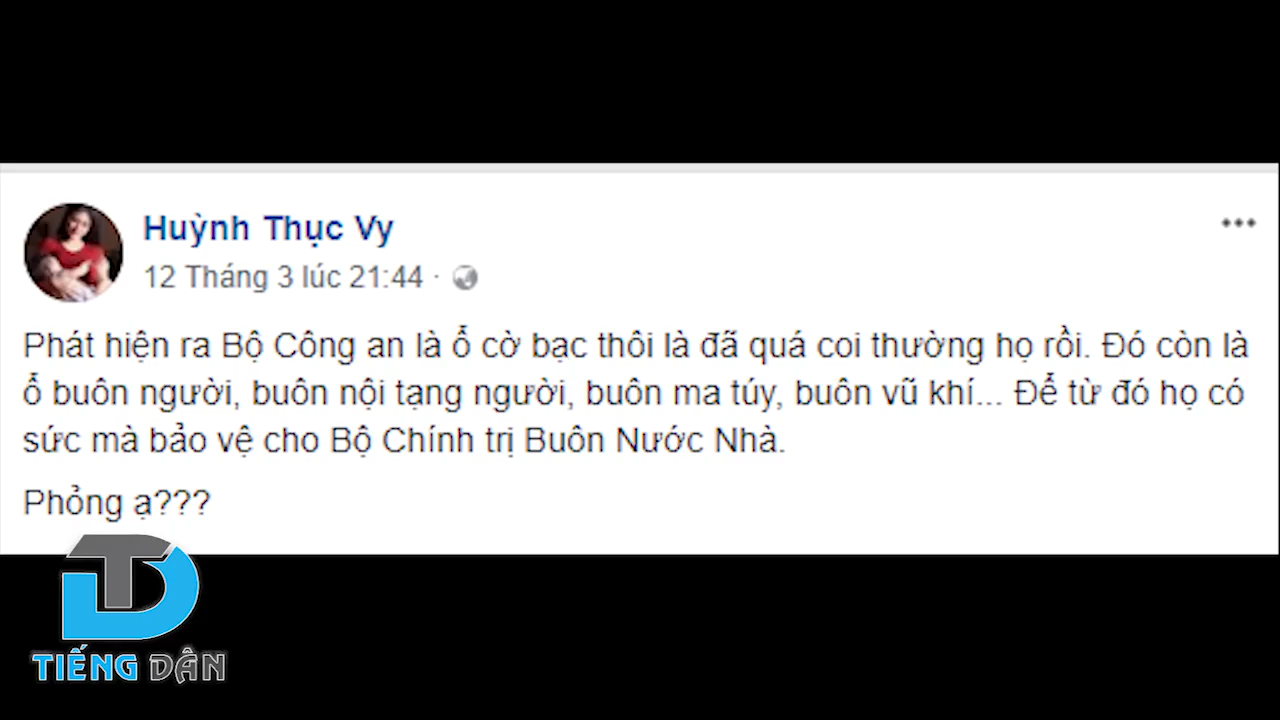 Huỳnh Thục Vy
12 Tháng 3 lúc 21:44 ·
Phát hiện ra Bộ Công an là ổ cờ bạc thôi là đã quá coi thường họ rồi. Đó còn là
ổ buôn người, buôn nội tạng người, buôn ma túy, buôn vũ khí... Để từ đó họ có
sức mà bảo vệ cho Bộ Chính trị Buôn Nước Nhà.
Phỏng ạ???
TD
TIẾNG DÂN